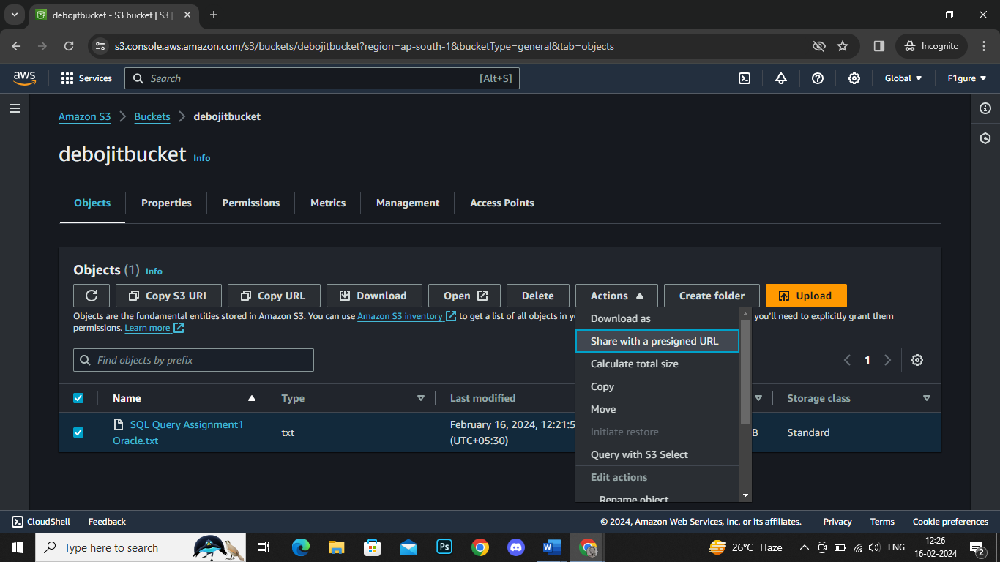 debojitbucket - S3 bucket | S3 |
s3.console.aws.amazon.com/s3/buckets/debojitbucket?region=ap-south-1&bucketType=general&tab=objects
Incognito
aws
Services
Search
[Alt+S]
Global
F1gure
Amazon S3
Buckets
debojitbucket
debojitbucket
Info
Objects
Properties
Permissions
Metrics
Management
Access Points
Objects (1)
Info
Copy S3 URI
Copy URL
Download
Open
Delete
Actions
Create folder
Upload
Objects are the fundamental entities stored in Amazon S3. You can use Amazon S3 inventory to get a list of all objects in you'll need to explicitly grant them
permissions. Learn more
Download as
Share with a presigned URL
Calculate total size
Copy
Move
Initiate restore
Query with S3 Select
Edit actions
Rename object
Find objects by prefix
1
Name
Type
Last modified
Storage class
SQL Query Assignment1
Oracle.txt
txt
February 16, 2024, 12:21:5
(UTC+05:30)
B
Standard
CloudShell
Feedback
© 2024, Amazon Web Services, Inc. or its affiliates.
Privacy
Terms
Cookie preferences
Type here to search
Ps
26°C Haze
ENG
12:26
16-02-2024
2